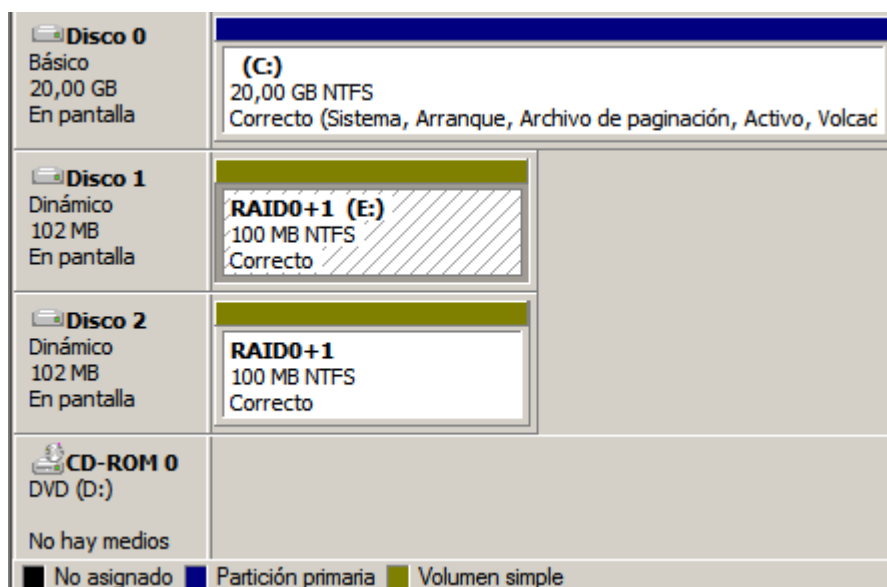 Disco 0
Básico
20,00 GB
En pantalla
(C:)
20,00 GB NTFS
Correcto (Sistema, Arranque, Archivo de paginación, Activo, Volcad
Disco 1
Dinámico
102 MB
En pantalla
RAID0+1 (E:)
100 MB NTFS
Correcto
Disco 2
Dinámico
102 MB
En pantalla
RAID0+1
100 MB NTFS
Correcto
CD-ROM 0
DVD (D:)
No hay medios
No asignado Partición primaria Volumen simple